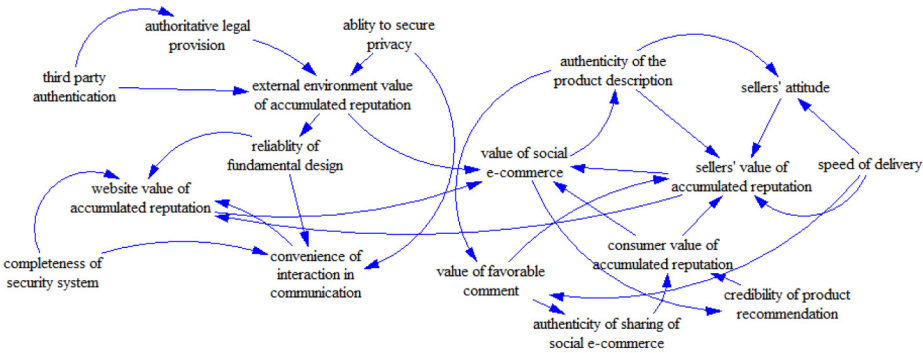 authoritative legal
provision
ablity to secure
privacy
third party
authentication
external environment value
of accumulated reputation
authenticity of the
product description
sellers' attitude
reliablity of
fundamental design
value of social
e-commerce
sellers' value of
accumulated reputation
speed of delivery
website value of
accumulated reputation
completeness of
security system
convenience of
interaction in
communication
value of favorable
comment
consumer value of
accumulated reputation
credibility of product
recommendation
authenticity of sharing of
social e-commerce